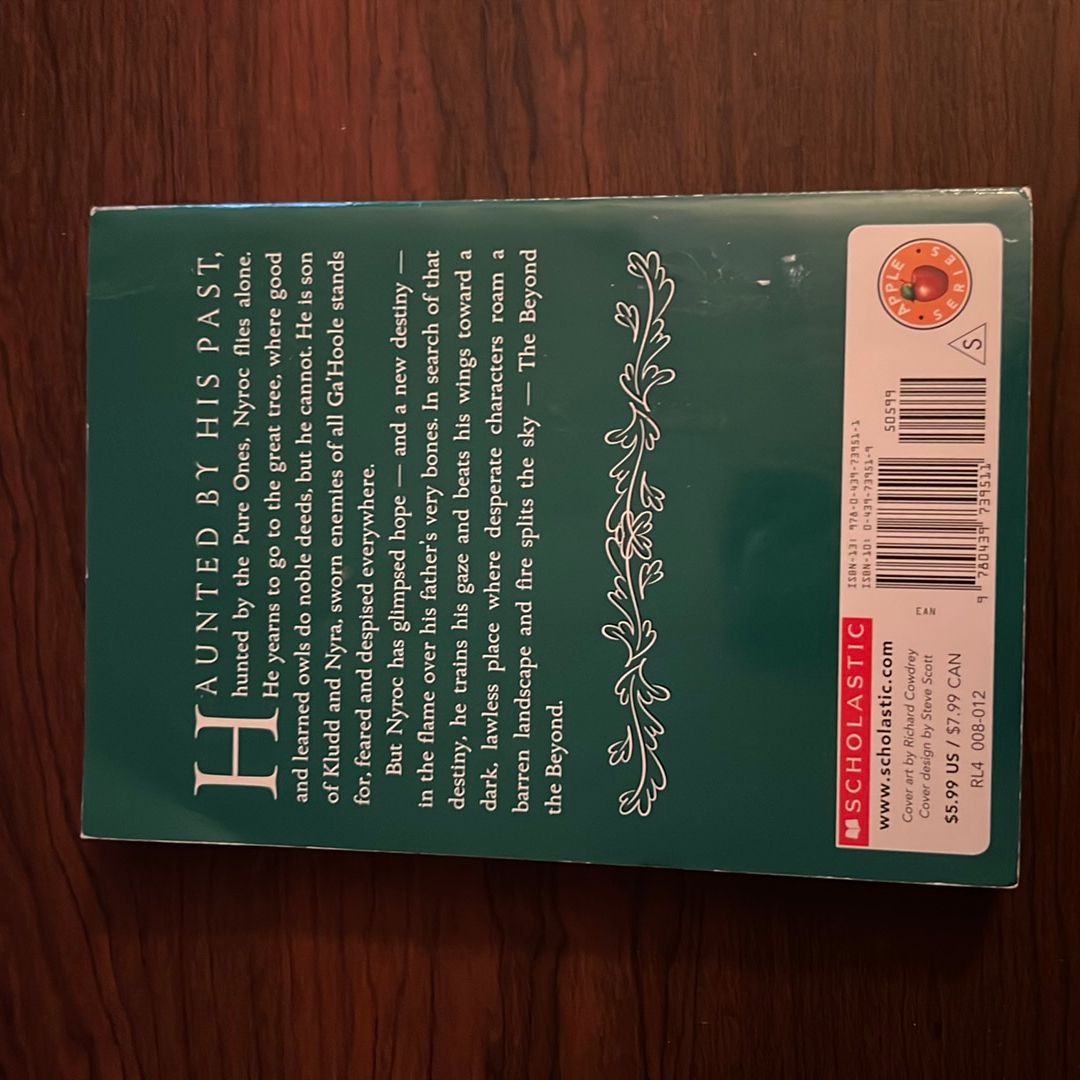 HAUNTED BY HIS PAST,
hunted by the Pure Ones, Nyroc flies alone.
He yearns to go to the great tree, where good
and learned owls do noble deeds, but he cannot. He is son
of Kludd and Nyra, sworn enemies of all Ga'Hoole stands
for, feared and despised everywhere.
But Nyroc has glimpsed hope — and a new destiny —
in the flame over his father's very bones. In search of that
destiny, he trains his gaze and beats his wings toward a
dark, lawless place where desperate characters roam a
barren landscape and fire splits the sky — The Beyond
the Beyond.
SCHOLASTIC
www.scholastic.com
Cover art by Richard Cowdrey
Cover design by Steve Scott
$5.99 US / $7.99 CAN
RL4 008-012
EAN
ISBN-13: 978-0-439-73951-1
ISBN-10: 0-439-73951-9
9 780439 739511
50599
S
APPLE
SERIES